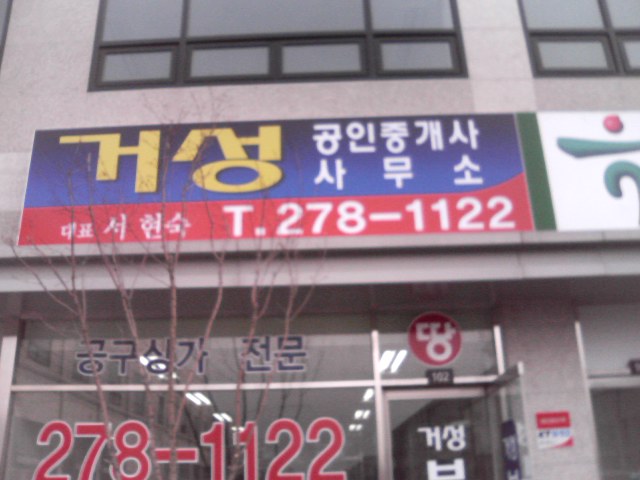 거성 공인중개사
사무소
대표 서현숙 T.278-1122
공구상가 전문
땅
102
278-1122
거성
부